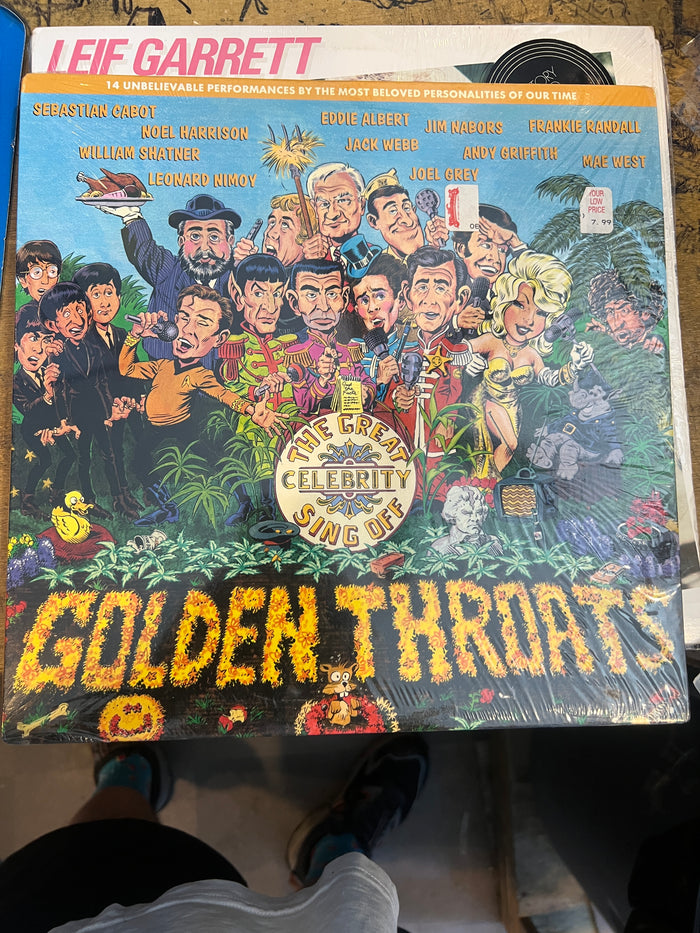 LEIF GARRETT
14 UNBELIEVABLE PERFORMANCES BY THE MOST BELOVED PERSONALITIES OF OUR TIME
SEBASTIAN CABOT
EDDIE ALBERT
JIM NABORS
FRANKIE RANDALL
NOEL HARRISON
JACK WEBB
WILLIAM SHATNER
ANDY GRIFFITH
MAE WEST
LEONARD NIMOY
JOEL GREY
OUR
LOW
PRICE
$ 7.99
THE GREAT
CELEBRITY
SING OFF
GOLDEN THROATS